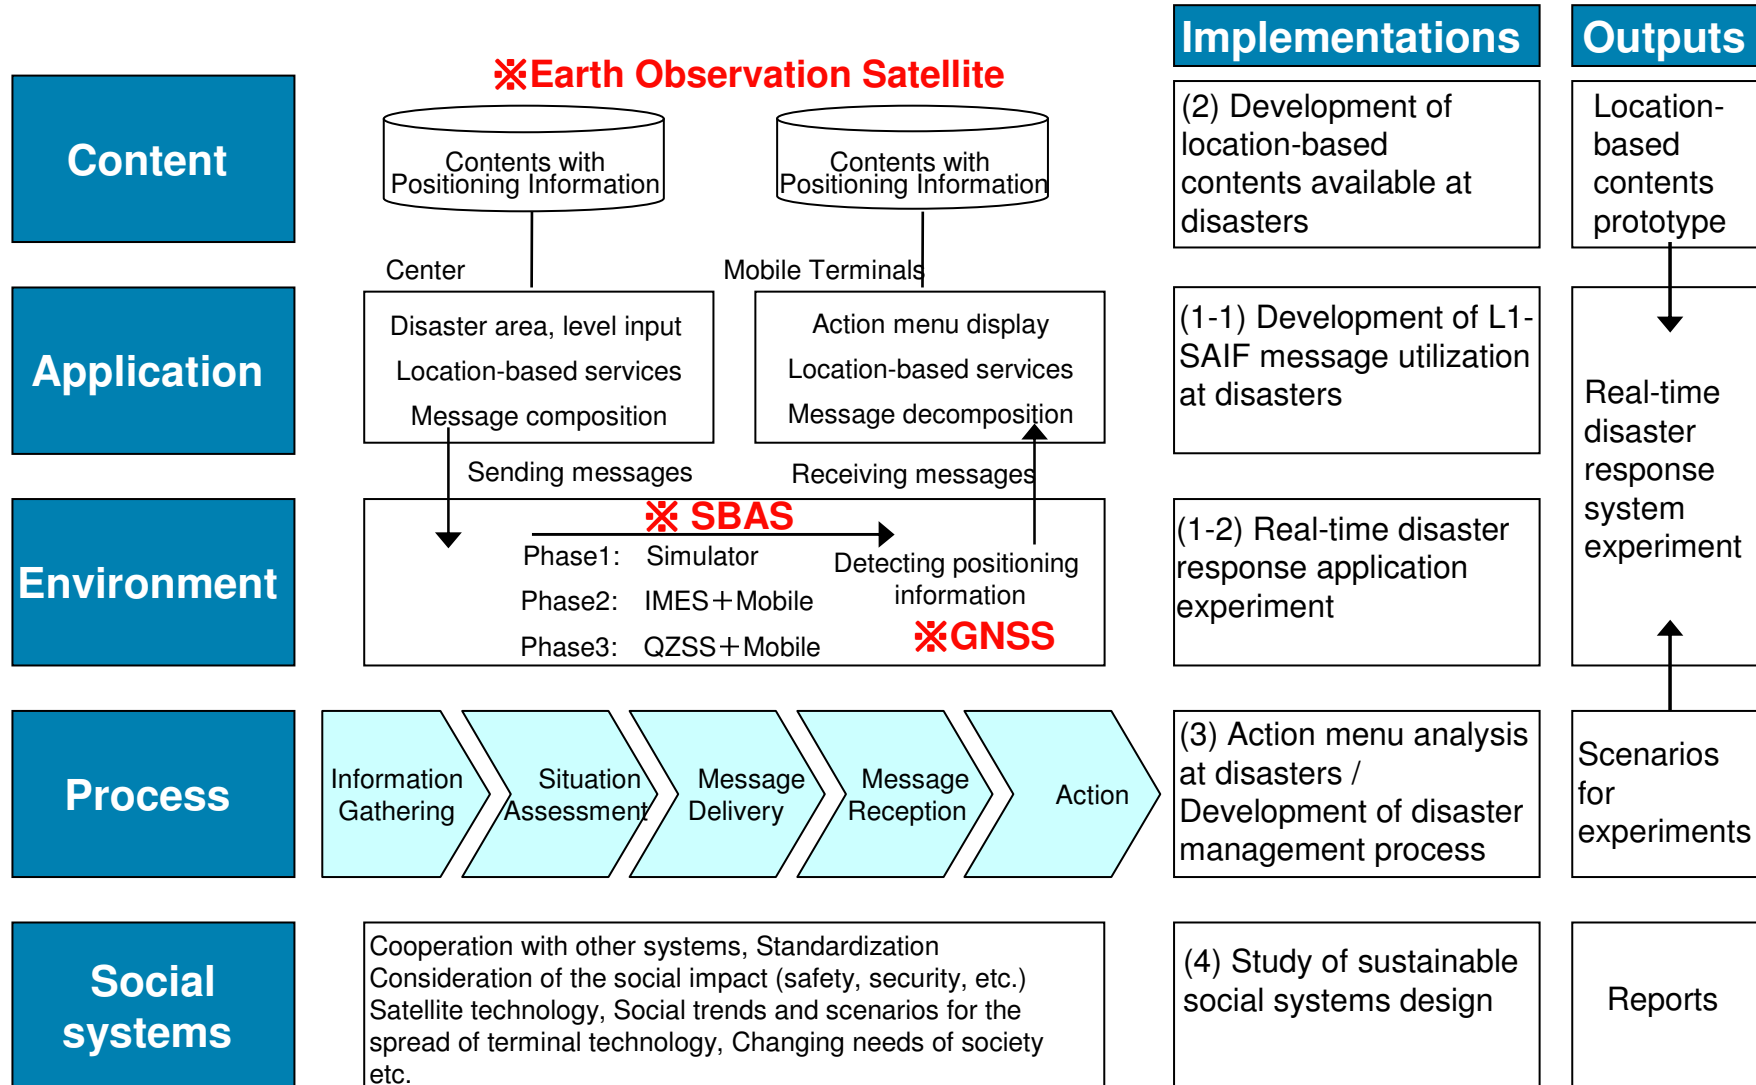 Implementations
Outputs
※Earth Observation Satellite
Content
Contents with
Positioning Information
Contents with
Positioning Information
(2) Development of
location-based
contents available at
disasters
Location-
based
contents
prototype
Center
Mobile Terminals
Application
Disaster area, level input
Location-based services
Message composition
Action menu display
Location-based services
Message decomposition
(1-1) Development of L1-
SAIF message utilization
at disasters
Real-time
disaster
response
system
experiment
Sending messages
Receiving messages
Environment
※ SBAS
Phase1: Simulator
Phase2: IMES＋Mobile
Phase3: QZSS＋Mobile
Detecting positioning
information
※GNSS
(1-2) Real-time disaster
response application
experiment
Process
Information
Gathering
Situation
Assessment
Message
Delivery
Message
Reception
Action
(3) Action menu analysis
at disasters /
Development of disaster
management process
Scenarios
for
experiments
Social
systems
Cooperation with other systems, Standardization
Consideration of the social impact (safety, security, etc.)
Satellite technology, Social trends and scenarios for the
spread of terminal technology, Changing needs of society
etc.
(4) Study of sustainable
social systems design
Reports